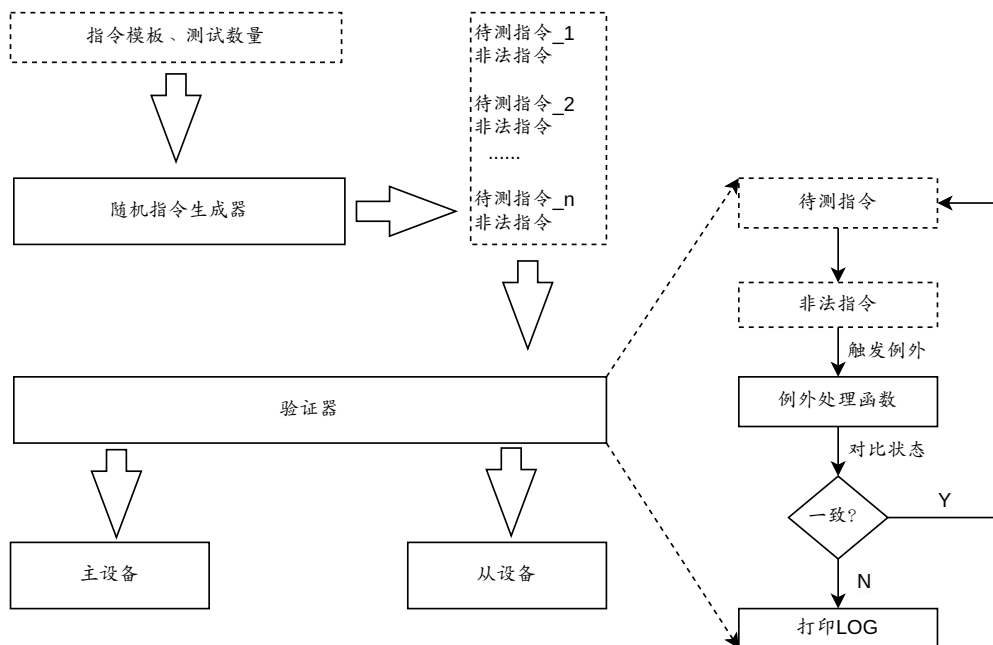 指令模板、测试数量
待测指令_1
非法指令
待测指令_2
非法指令
......
待测指令_n
非法指令
随机指令生成器
验证器
主设备
从设备
待测指令
非法指令
触发例外
例外处理函数
对比状态
一致?
Y
N
打印LOG